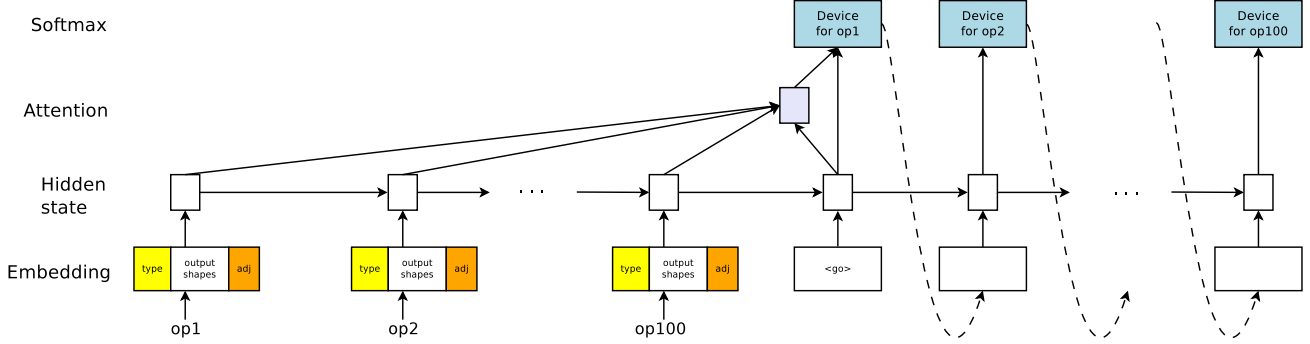 Softmax
Device
for op1
Device
for op2
Device
for op100
Attention
Hidden
state
. . .
. . .
Embedding
type
output
shapes
adj
type
output
shapes
adj
type
output
shapes
adj
<go>
op1
op2
op100